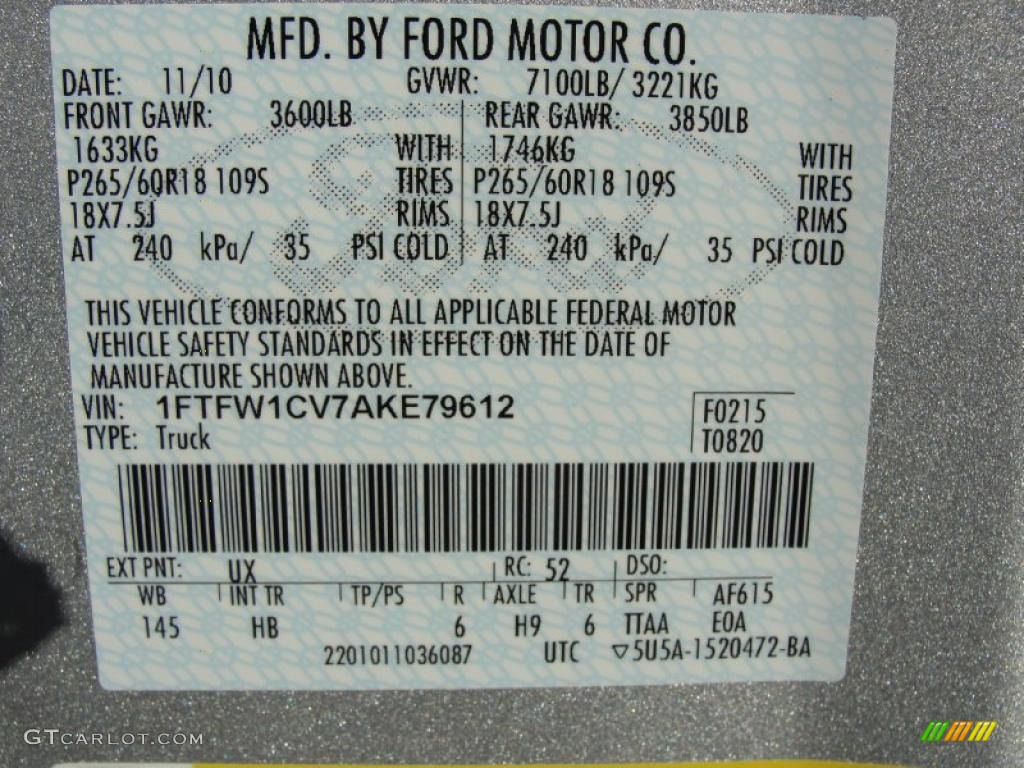 MFD. BY FORD MOTOR CO.
DATE: 11/10 GVWR: 7100LB/ 3221KG
FRONT GAWR: 3600LB REAR GAWR: 3850LB
1633KG WITH 1746KG WITH
P265/60R18 109S TIRES P265/60R18 109S TIRES
18X7.5J RIMS 18X7.5J RIMS
AT 240 kPa/ 35 PSI COLD AT 240 kPa/ 35 PSI COLD
THIS VEHICLE CONFORMS TO ALL APPLICABLE FEDERAL MOTOR
VEHICLE SAFETY STANDARDS IN EFFECT ON THE DATE OF
MANUFACTURE SHOWN ABOVE.
VIN: 1FTFW1CV7AKE79612 F0215
TYPE: Truck T0820
EXT PNT: UX RC: 52 DSO:
WB INT TR TP/PS R AXLE TR SPR AF615
145 HB 6 H9 6 TTAA E0A
2201011036087 UTC ▽5U5A-1520472-BA
GTCARLOT.COM